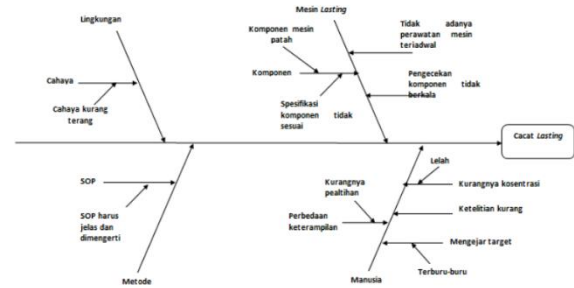 Lingkungan
Mesin Lasting
Komponen mesin
patah
Tidak adanya
perawatan mesin
teriadwal
Cahaya
Komponen
Cahaya kurang
terang
Spesifikasi
komponen tidak
sesuai
Pengecekan
komponen tidak
berkala
Cacat Lasting
SOP
SOP harus
jelas dan
dimengerti
Metode
Kurangnya
pealtihan
Perbedaan
keterampilan
Lelah
Kurangnya kosentrasi
Ketelitian kurang
Mengejar target
Terburu-buru
Manusia